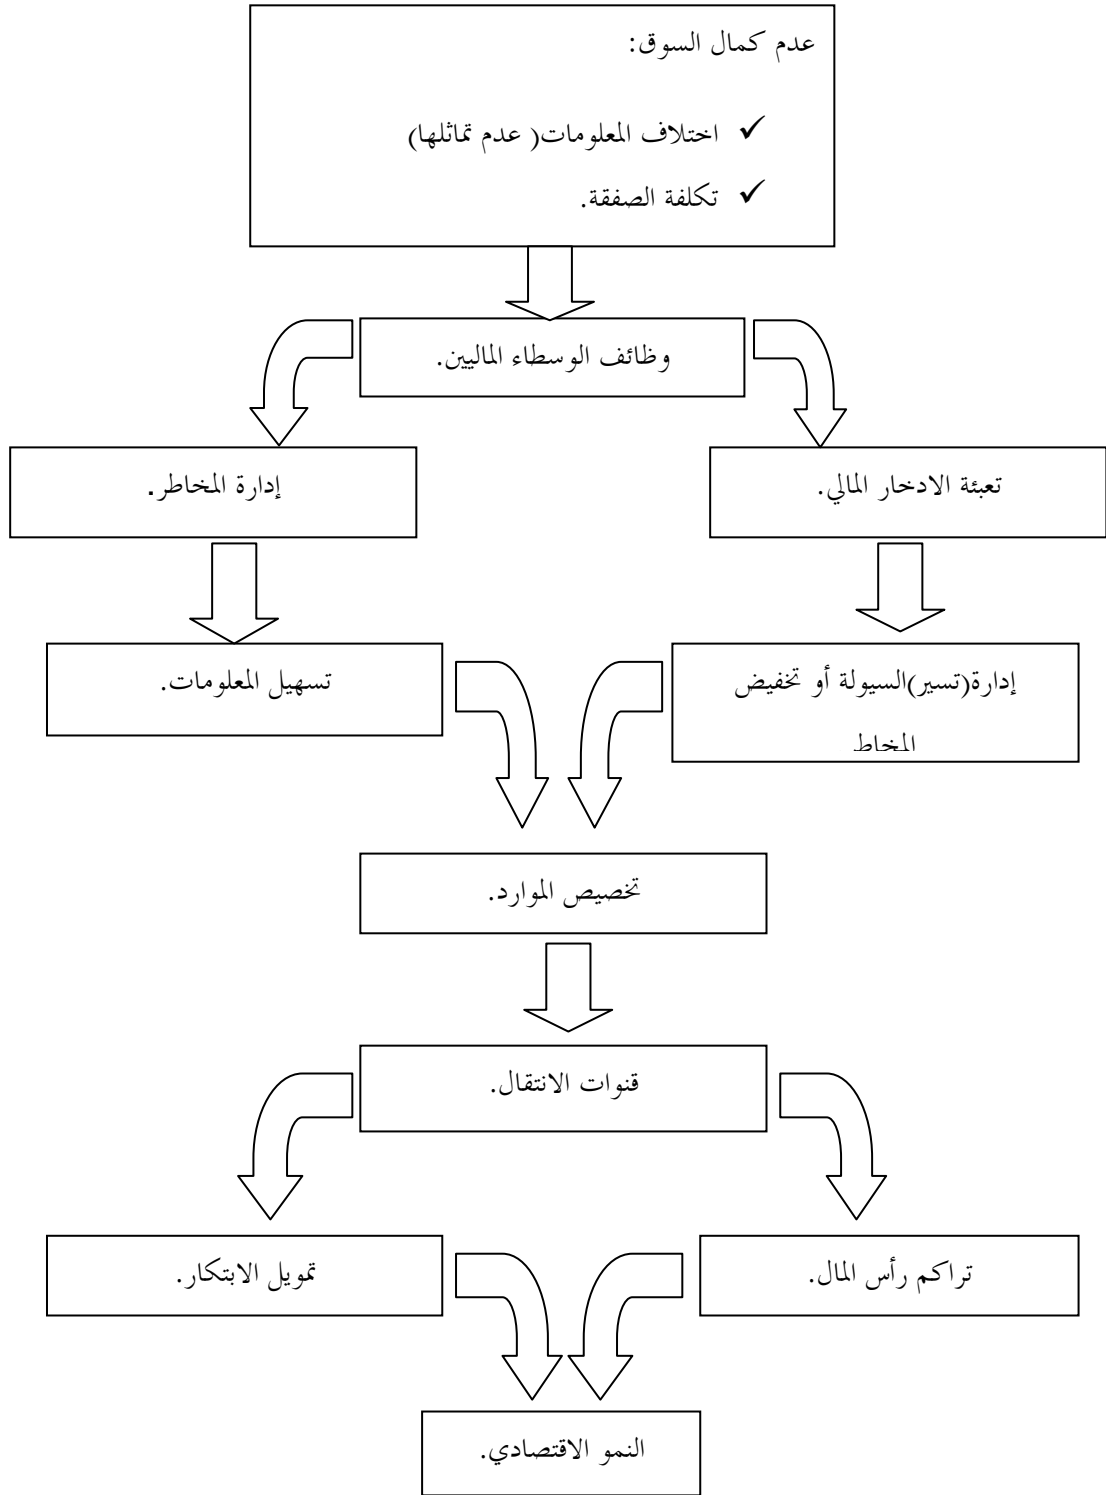 عدم كمال السوق:
✓ اختلاف المعلومات( عدم تماثلها)
✓ تكلفة الصفقة.
وظائف الوسطاء الماليين.
تعبئة الادخار المالي.
إدارة المخاطر.
إدارة(تسير)السيولة أو تخفيض
المخاط
تسهيل المعلومات.
تخصيص الموارد.
قنوات الانتقال.
تراكم رأس المال.
تمويل الابتكار.
النمو الاقتصادي.